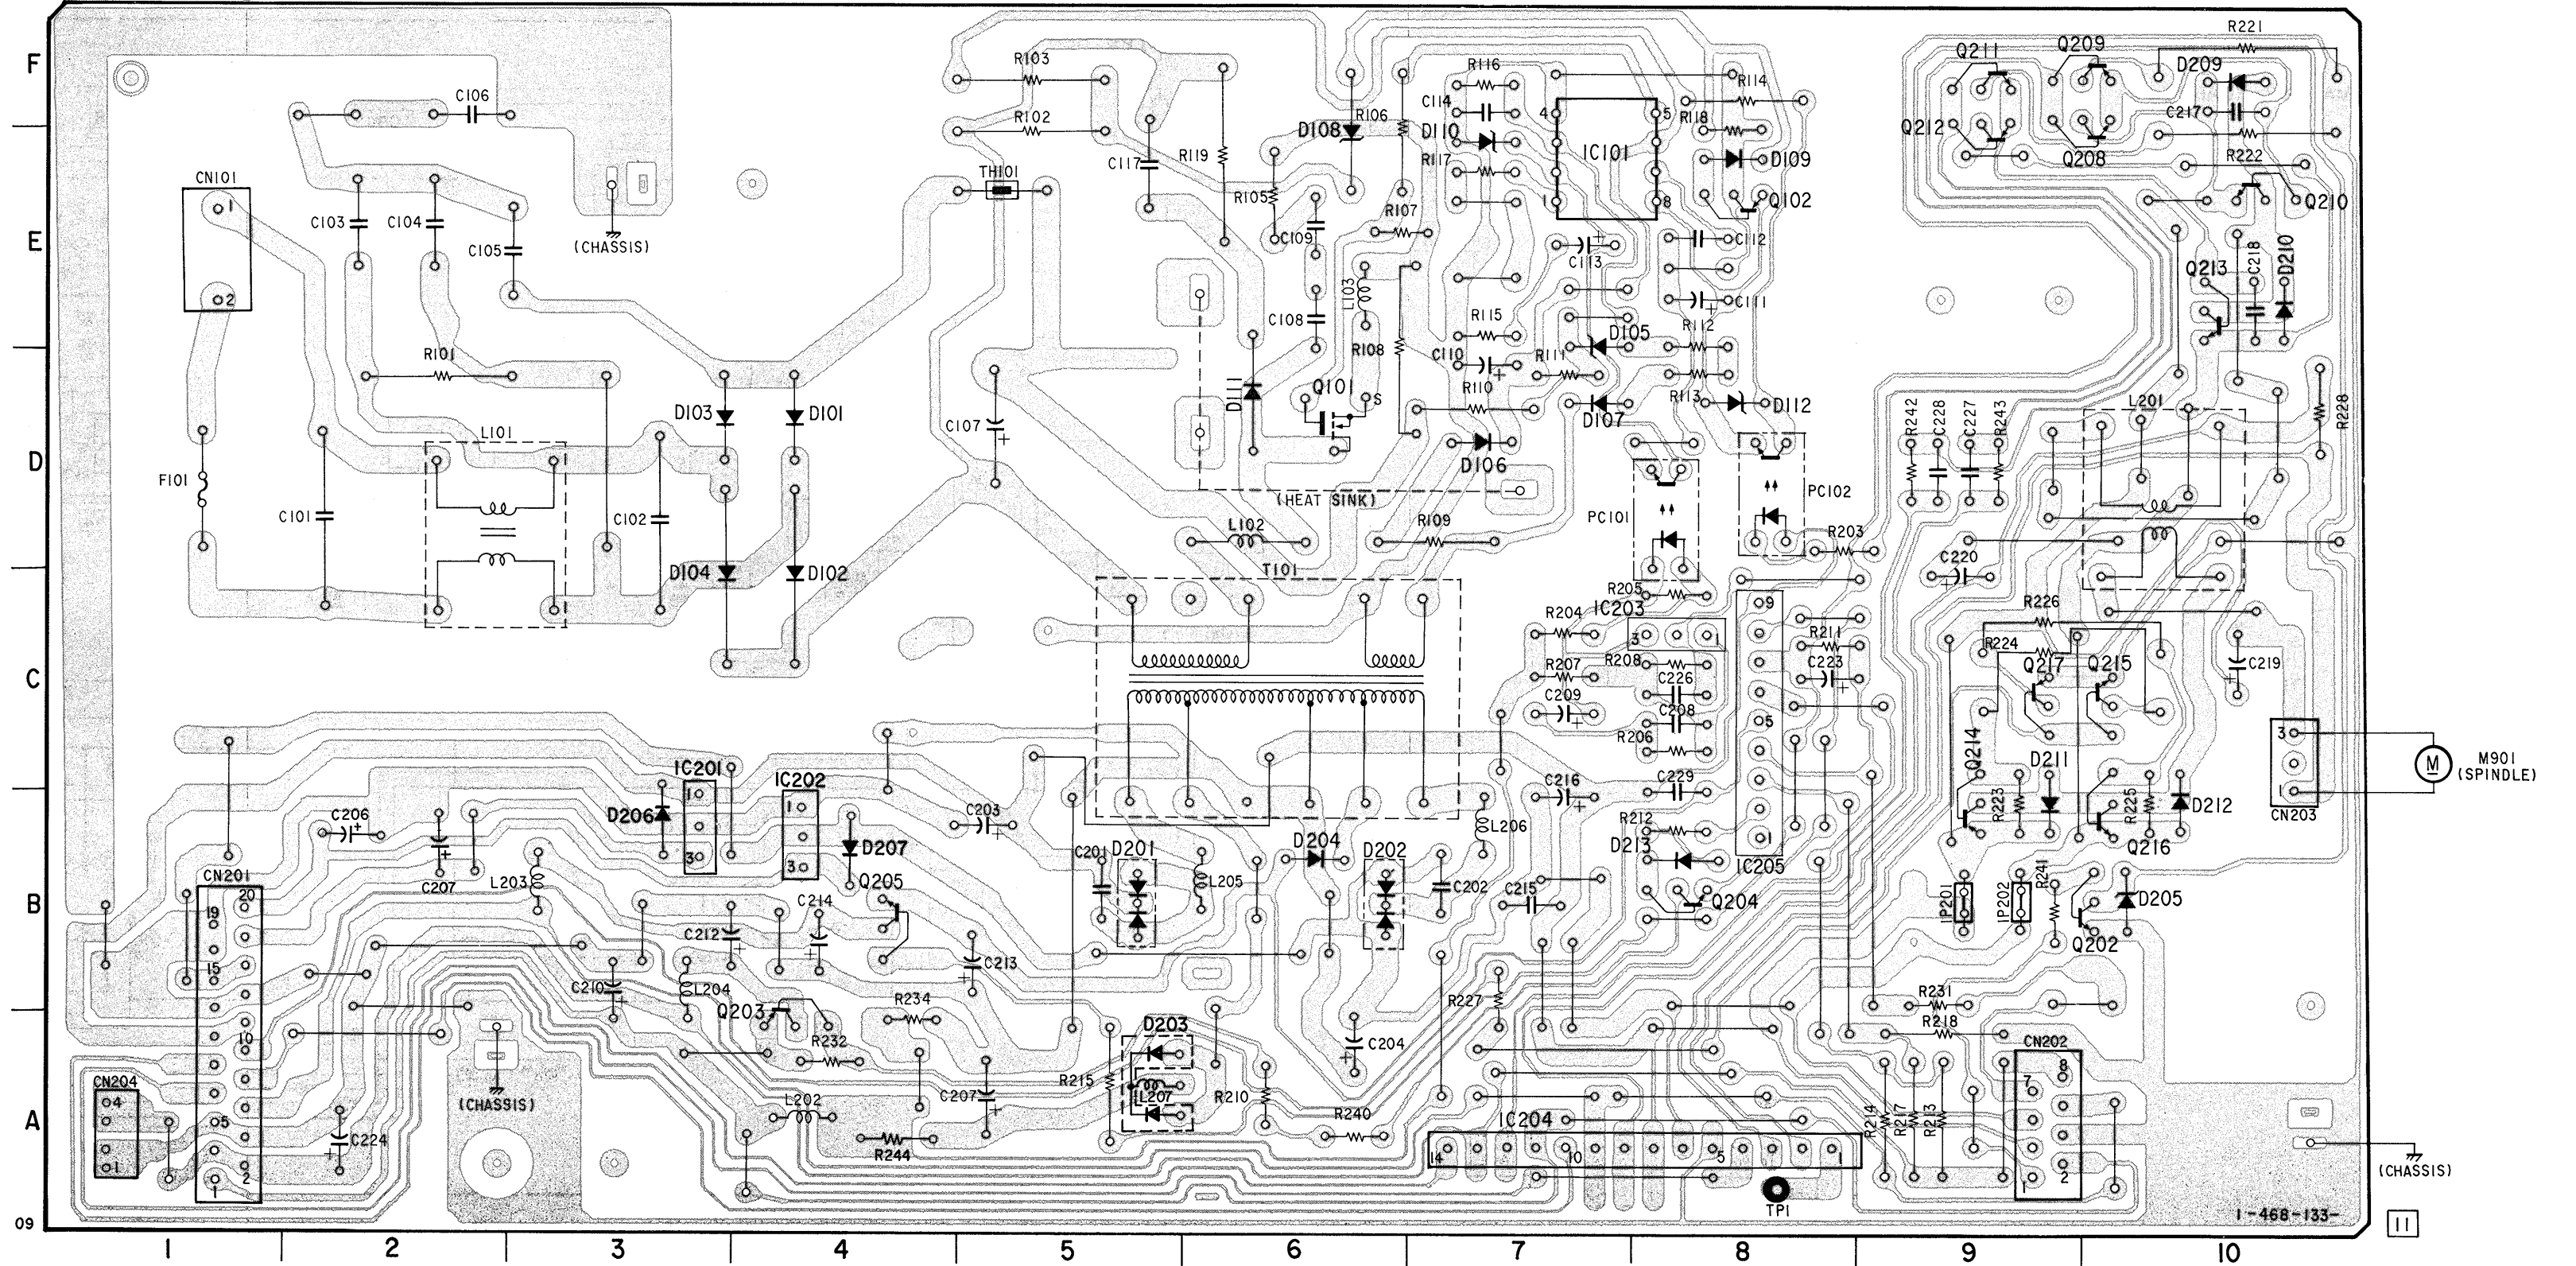 F
E
D
C
B
A
09
1
2
3
4
5
6
7
8
9
10
R103
R102
C106
CN101
1
2
C103
C104
C105
(CHASSIS)
TH101
C117
R119
R105
D108
R106
C109
R107
L103
C108
R108
R116
C114
D110
R117
4
5
IC101
1
8
R114
R118
D109
Q102
C113
C112
C111
R115
D105
R112
C110
R111
R110
D107
R113
D112
D106
Q211
Q209
R221
D209
C217
Q212
Q208
R222
Q210
Q213
C218
D210
R101
D103
D101
C107
D111
Q101
S
(HEAT SINK)
R242
C228
C227
R243
L201
R228
F101
C101
L101
C102
D104
D102
L102
R109
PC101
PC102
R203
C220
T101
R205
R204
IC203
3
1
9
R211
R207
R208
C223
C226
C209
C208
5
R206
R226
R224
Q217
Q215
C219
3
1
CN203
M
M901
(SPINDLE)
IC201
1
3
IC202
1
3
D206
D207
C206
C207
L203
Q205
C203
C201
D201
L205
D204
D202
C202
L206
C216
C229
R212
D213
1
IC205
C215
Q204
Q214
R223
D211
R225
D212
Q216
IP201
IP202
R241
D205
Q202
CN201
20
19
15
10
5
2
1
C214
C212
C213
C210
L204
Q203
R234
R232
L202
C207
R244
R215
D203
L207
R210
C204
R240
R227
IC204
14
10
5
1
TP1
R231
R218
CN202
8
7
2
1
R214
R217
R213
CN204
4
1
C224
(CHASSIS)
(CHASSIS)
1-468-133-
11